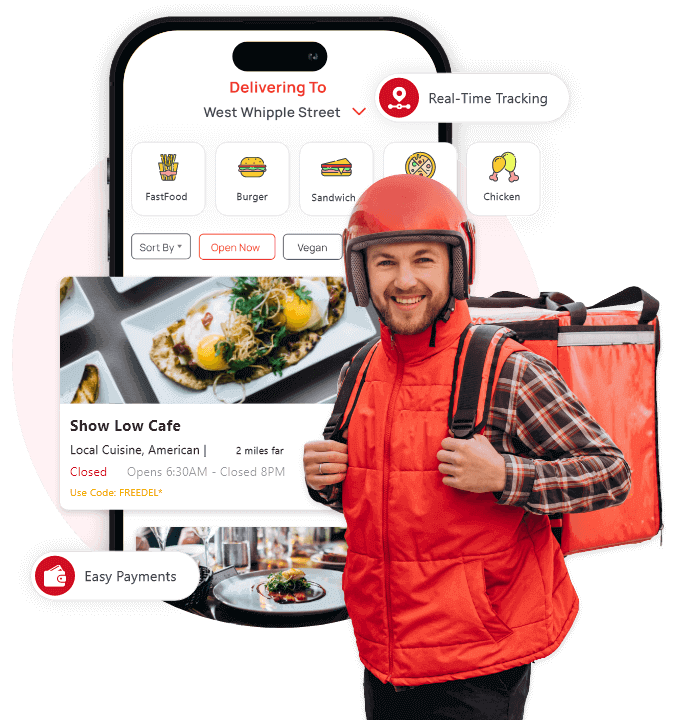 Delivering To
West Whipple Street
Real-Time Tracking
FastFood
Burger
Sandwich
Chicken
Sort By
Open Now
Vegan
Show Low Cafe
Local Cuisine, American |
2 miles far
Closed
Opens 6:30AM - Closed 8PM
Use Code: FREEDEL*
Easy Payments